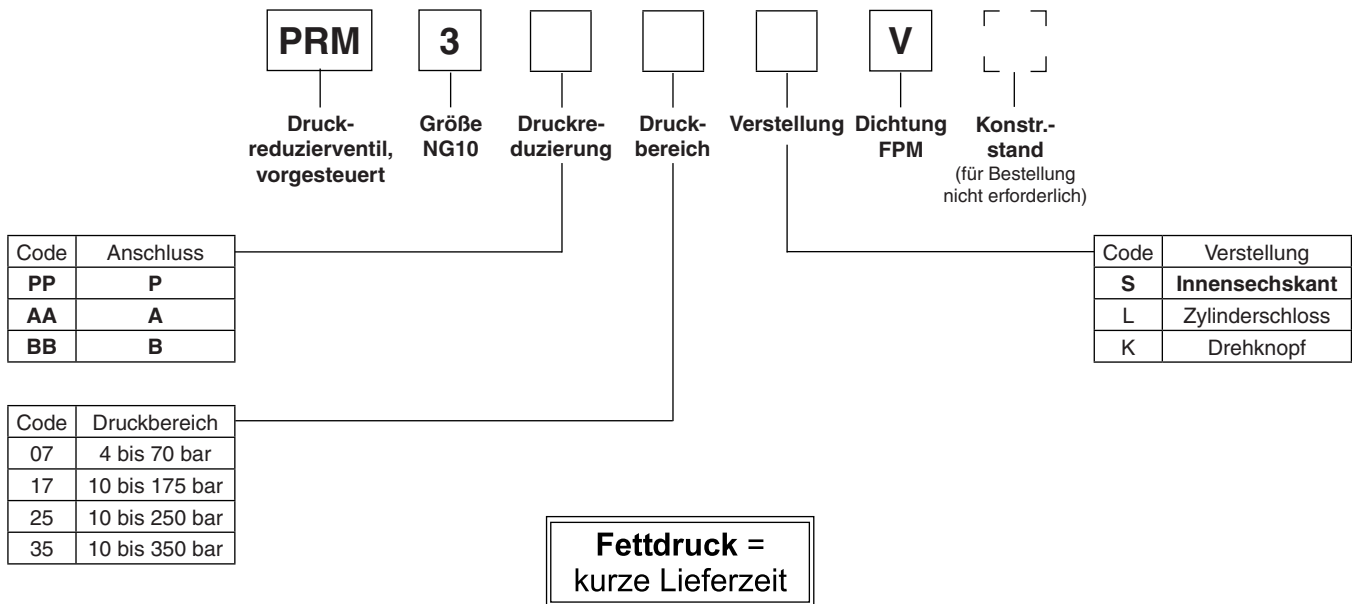 PRM 3 V
Druck- Größe Druckre- Druck- Verstellung Dichtung Konstr.-
reduzierventil, NG10 duzierung bereich FPM stand
vorgesteuert (für Bestellung
nicht erforderlich)
Code Anschluss
PP P
AA A
BB B
Code Verstellung
S Innensechskant
L Zylinderschloss
K Drehknopf
Code Druckbereich
07 4 bis 70 bar
17 10 bis 175 bar
25 10 bis 250 bar
35 10 bis 350 bar
Fettdruck =
kurze Lieferzeit